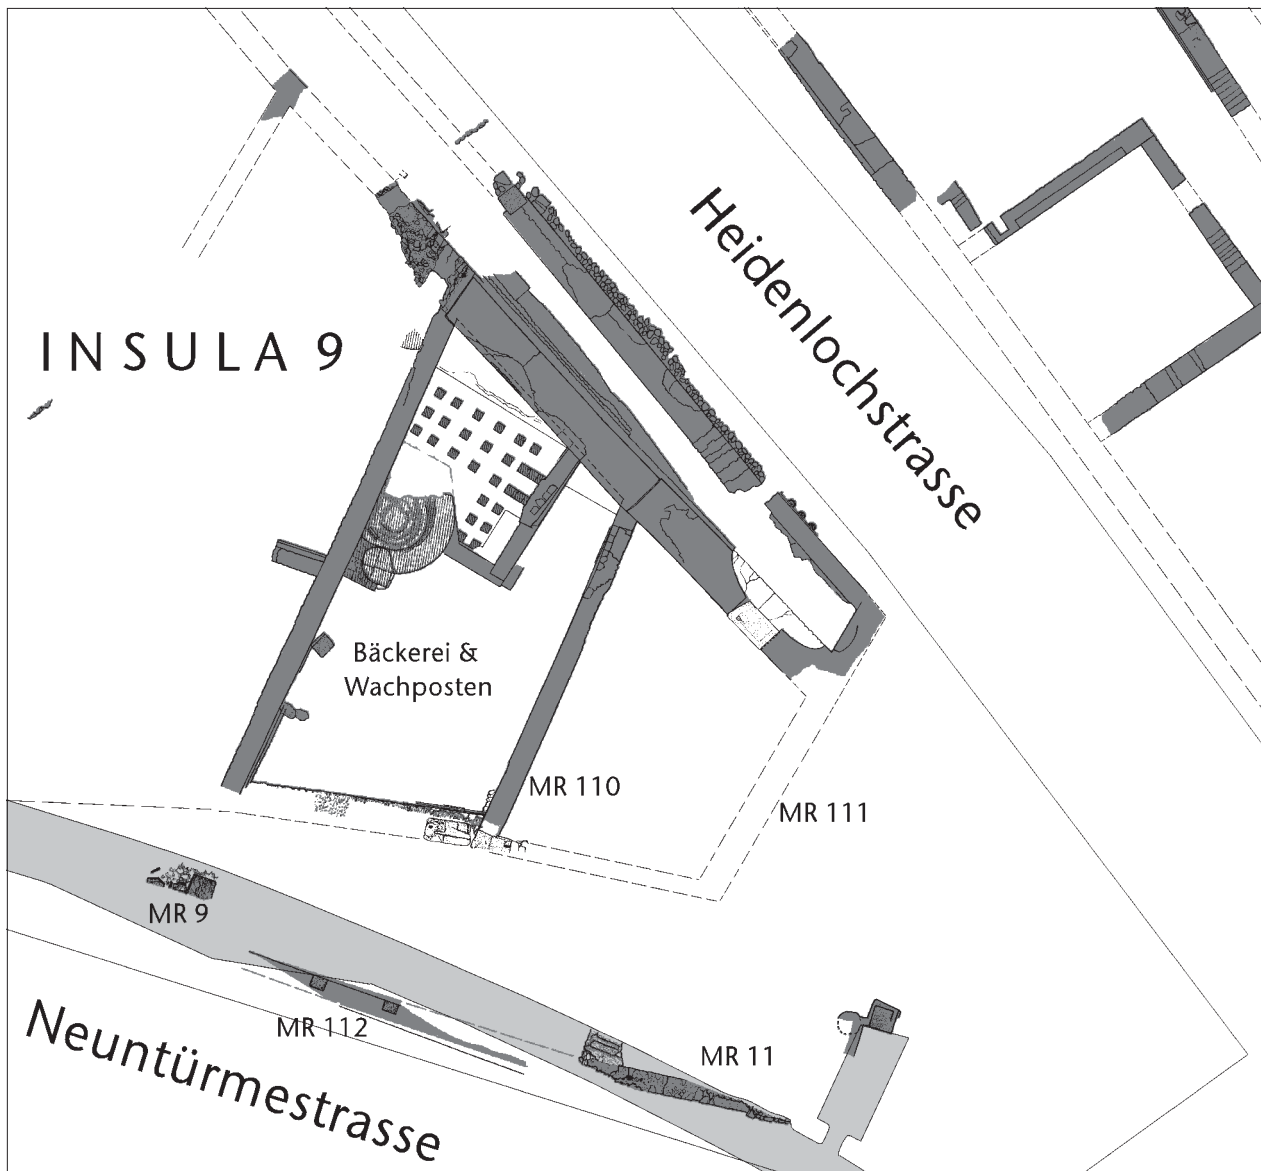 Heidenlochstrasse
INSULA 9
Bäckerei &
Wachposten
MR 110
MR 111
MR 9
MR 112
MR 11
Neuntürmestrasse